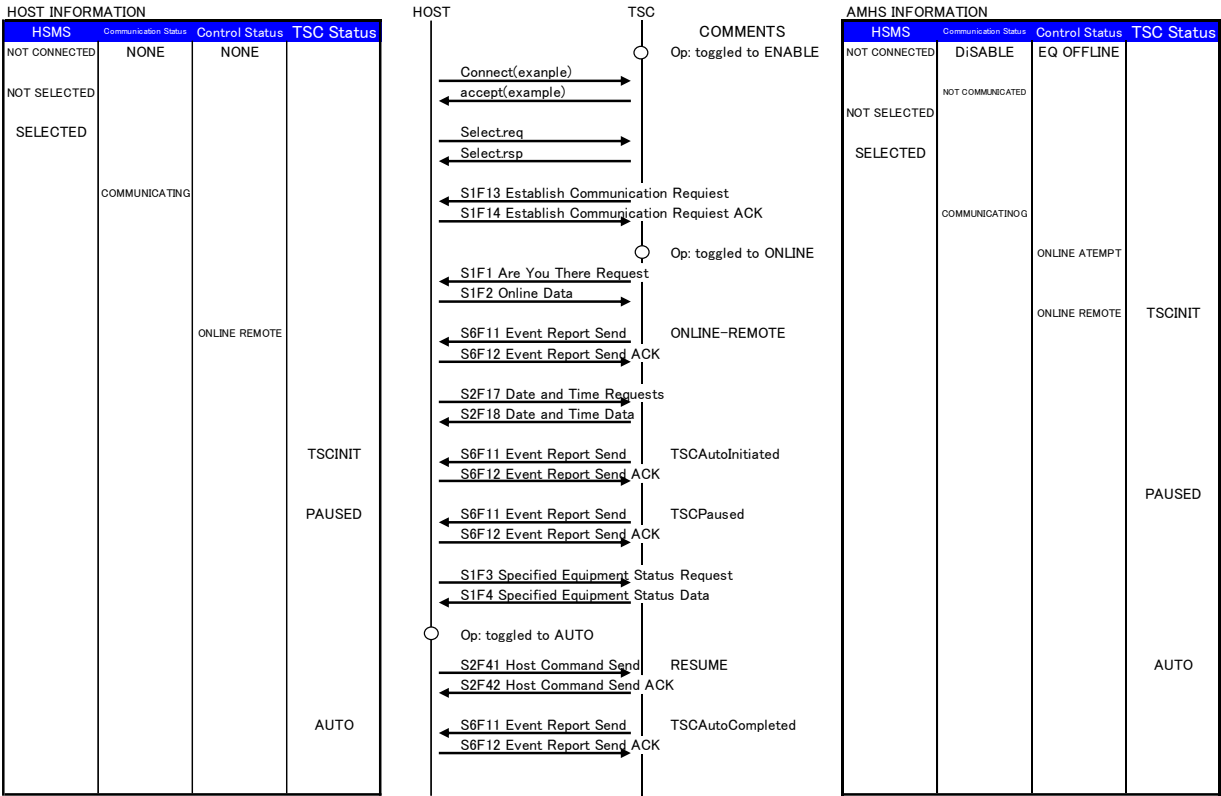 HOST INFORMATION HOST TSC AMHS INFORMATION
HSMS Communication Status Control Status TSC Status COMMENTS HSMS Communication Status Control Status TSC Status
NOT CONNECTED NONE NONE Op: toggled to ENABLE NOT CONNECTED DiSABLE EQ OFFLINE
Connect(exanple)
NOT SELECTED accept(example) NOT COMMUNICATED
NOT SELECTED
SELECTED Select.req
Select.rsp SELECTED
COMMUNICATING S1F13 Establish Communication Requiest
S1F14 Establish Communication Requiest ACK COMMUNICATINOG
Op: toggled to ONLINE ONLINE ATEMPT
S1F1 Are You There Request
S1F2 Online Data
ONLINE REMOTE TSCINIT
ONLINE REMOTE S6F11 Event Report Send ONLINE-REMOTE
S6F12 Event Report Send ACK
S2F17 Date and Time Requests
S2F18 Date and Time Data
TSCINIT S6F11 Event Report Send TSCAutoInitiated
S6F12 Event Report Send ACK
PAUSED
PAUSED S6F11 Event Report Send TSCPaused
S6F12 Event Report Send ACK
S1F3 Specified Equipment Status Request
S1F4 Specified Equipment Status Data
Op: toggled to AUTO
S2F41 Host Command Send RESUME AUTO
S2F42 Host Command Send ACK
AUTO S6F11 Event Report Send TSCAutoCompleted
S6F12 Event Report Send ACK